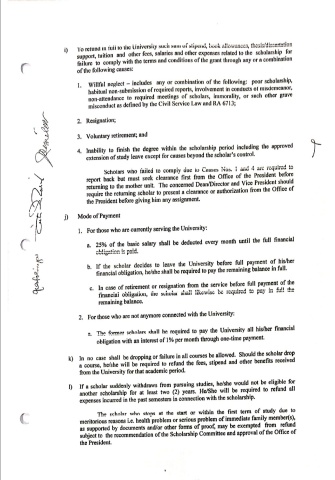 i) To refund in full to the University such sum of stipend, book allowances, thesis/dissertation
support, tuition and other fees, salaries and other expenses related to the scholarship for
failure to comply with the terms and conditions of the grant through any or a combination
of the following causes:
1. Willful neglect – includes any or combination of the following: poor scholarship,
habitual non-submission of required reports, involvement in conducts or misdemeanor,
non-attendance to required meetings of scholars, immorality, or such other grave
misconduct as defined by the Civil Service Law and RA 6713;
2. Resignation;
3. Voluntary retirement; and
4. Inability to finish the degree within the scholarship period including the approved
extension of study leave except for causes beyond the scholar's control.
Scholars who failed to comply due to Causes Nos. 1 and 4 are required to
report back but must seek clearance first from the Office of the President before
returning to the mother unit. The concerned Dean/Director and Vice President should
require the returning scholar to present a clearance or authorization from the Office of
the President before giving him any assignment.
j) Mode of Payment
1. For those who are currently serving the University:
a. 25% of the basic salary shall be deducted every month until the full financial
obligation is paid.
b. If the scholar decides to leave the University before full payment of his/her
financial obligation, he/she shall be required to pay the remaining balance in full.
c. In case of retirement or resignation from the service before full payment of the
financial obligation, the scholar shall likewise be required to pay in full the
remaining balance.
2. For those who are not anymore connected with the University:
a. The former scholars shall be required to pay the University all his/her financial
obligation with an interest of 1% per month through one-time payment.
k) In no case shall be dropping or failure in all courses be allowed. Should the scholar drop
a course, he/she will be required to refund the fees, stipend and other benefits received
from the University for that academic period.
l) If a scholar suddenly withdraws from pursuing studies, he/she would not be eligible for
another scholarship for at least two (2) years. He/She will be required to refund all
expenses incurred in the past semesters in connection with the scholarship.
The scholar who stops at the start or within the first term of study due to
meritorious reasons i.e. health problem or serious problem of immediate family member(s),
as supported by documents and/or other forms of proof, may be exempted from refund
subject to the recommendation of the Scholarship Committee and approval of the Office of
the President.